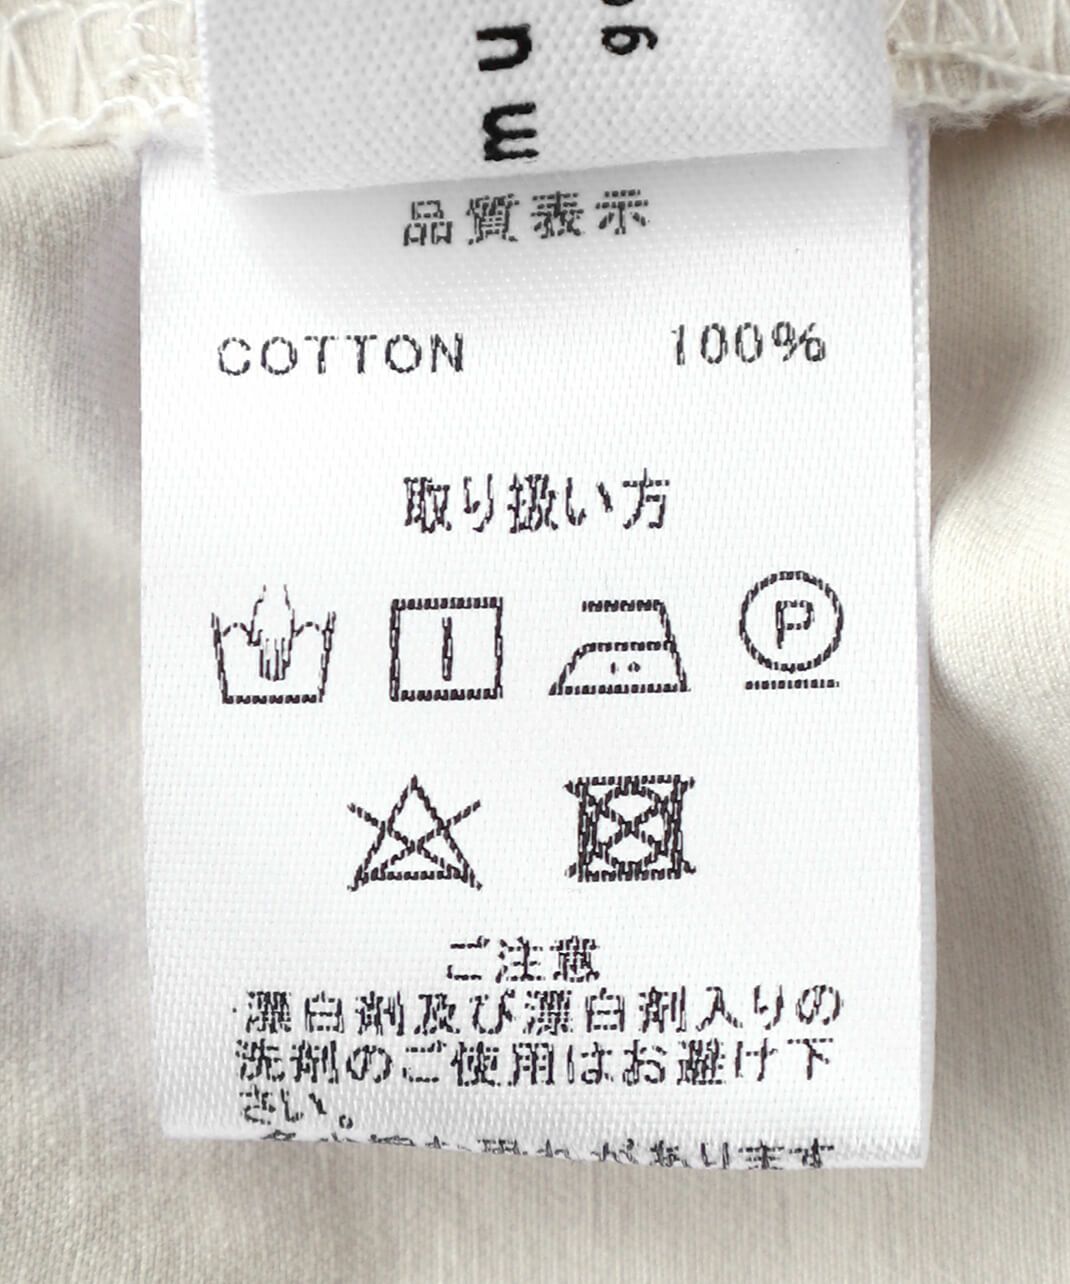 mu
go
品質表示
COTTON 100%
取り扱い方
P
ご注意
・漂白剤及び漂白剤入りの
洗剤のご使用はお避け下
さい。